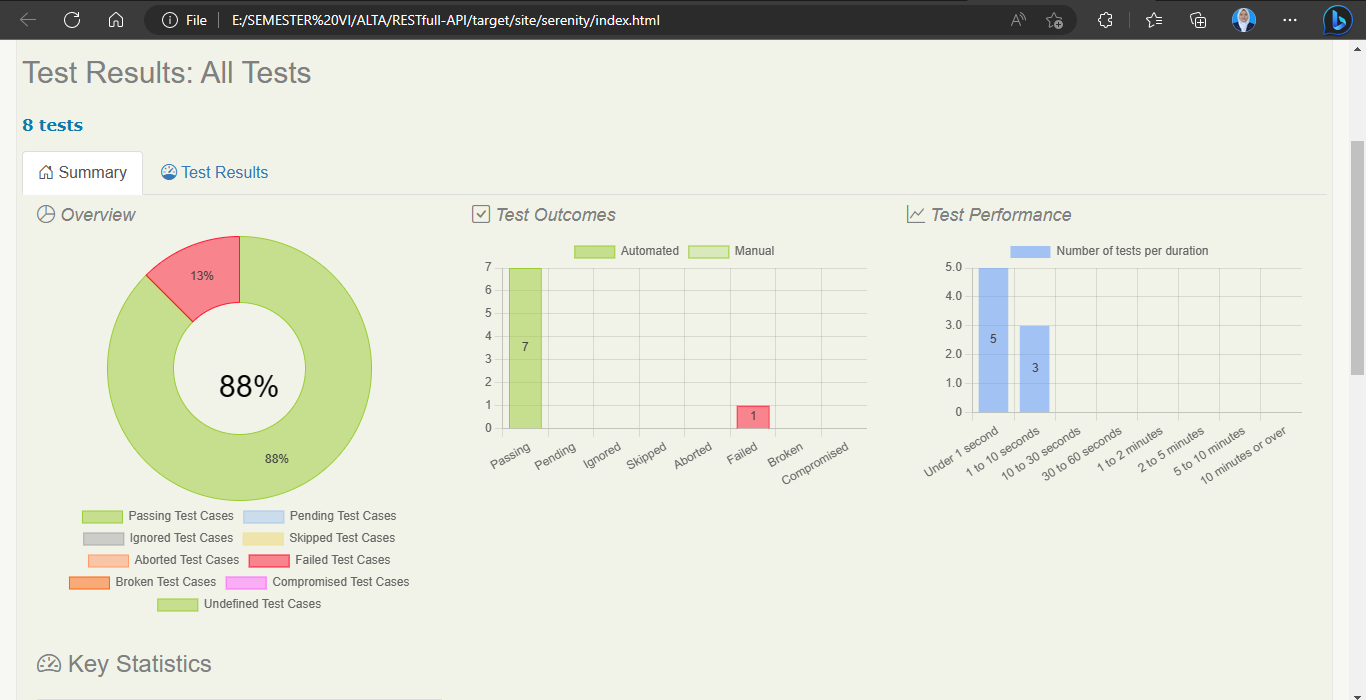 File E:/SEMESTER%20VI/ALTA/RESTfull-API/target/site/serenity/index.html
Test Results: All Tests
8 tests
Summary
Test Results
Overview
13%
88%
88%
Passing Test Cases
Pending Test Cases
Ignored Test Cases
Skipped Test Cases
Aborted Test Cases
Failed Test Cases
Broken Test Cases
Compromised Test Cases
Undefined Test Cases
Test Outcomes
Automated
Manual
7
6
5
4
3
2
1
0
7
1
Passing
Pending
Ignored
Skipped
Aborted
Failed
Broken
Compromised
Test Performance
Number of tests per duration
5.0
4.0
3.0
2.0
1.0
0
5
3
Under 1 second
1 to 10 seconds
10 to 30 seconds
30 to 60 seconds
1 to 2 minutes
2 to 5 minutes
5 to 10 minutes
10 minutes or over
Key Statistics